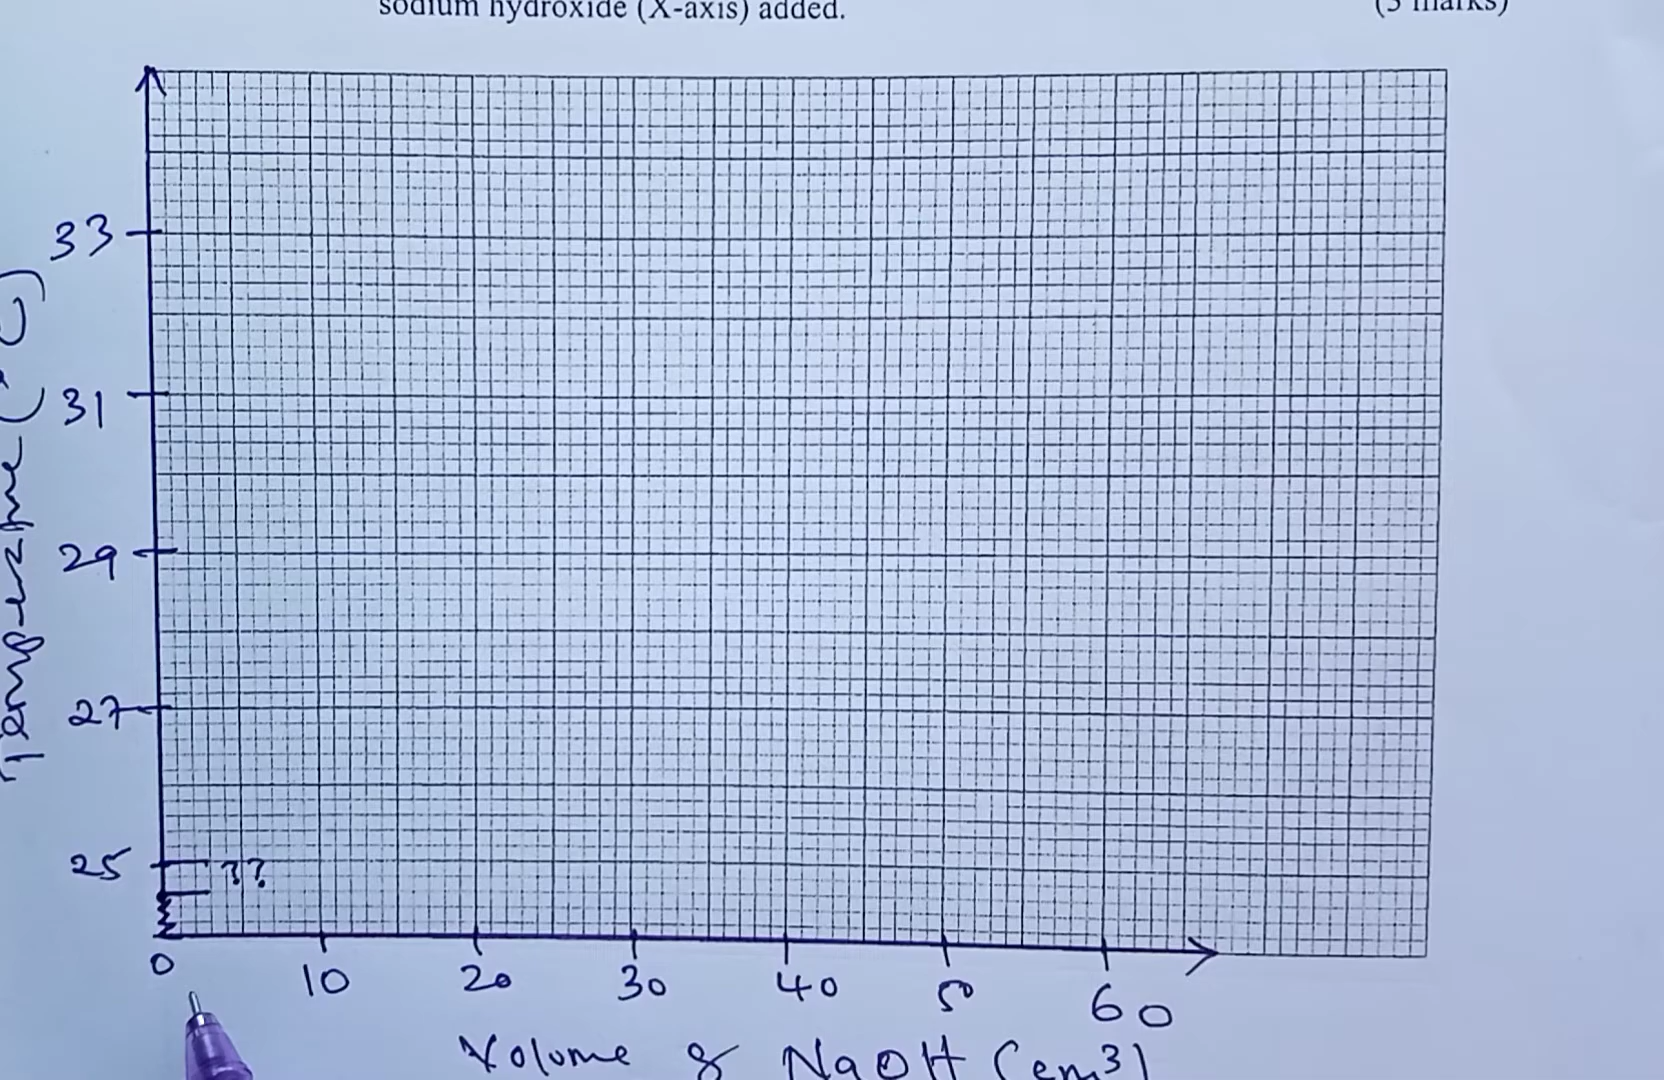 sodium hydroxide (X-axis) added.
(3 marks)
33
31
29
27
25
??
0 10 20 30 40 50 60
Temperature (°C)
Volume of NaOH (cm3)